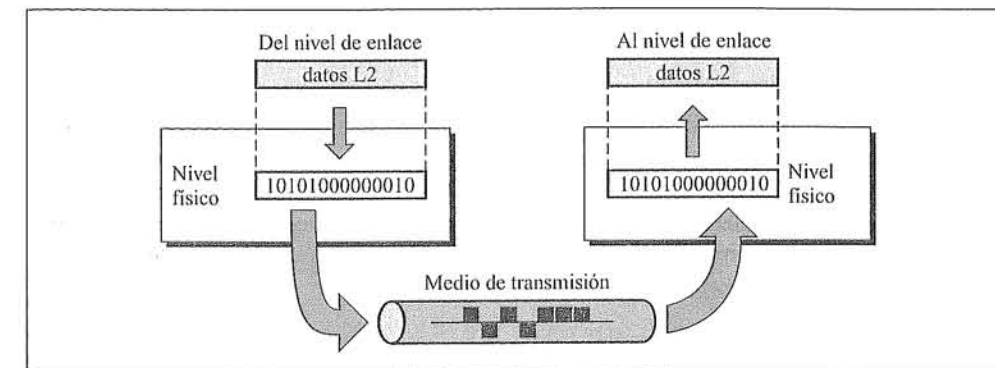 Del nivel de enlace
datos L2
Nivel
físico
10101000000010
Al nivel de enlace
datos L2
10101000000010
Nivel
físico
Medio de transmisión